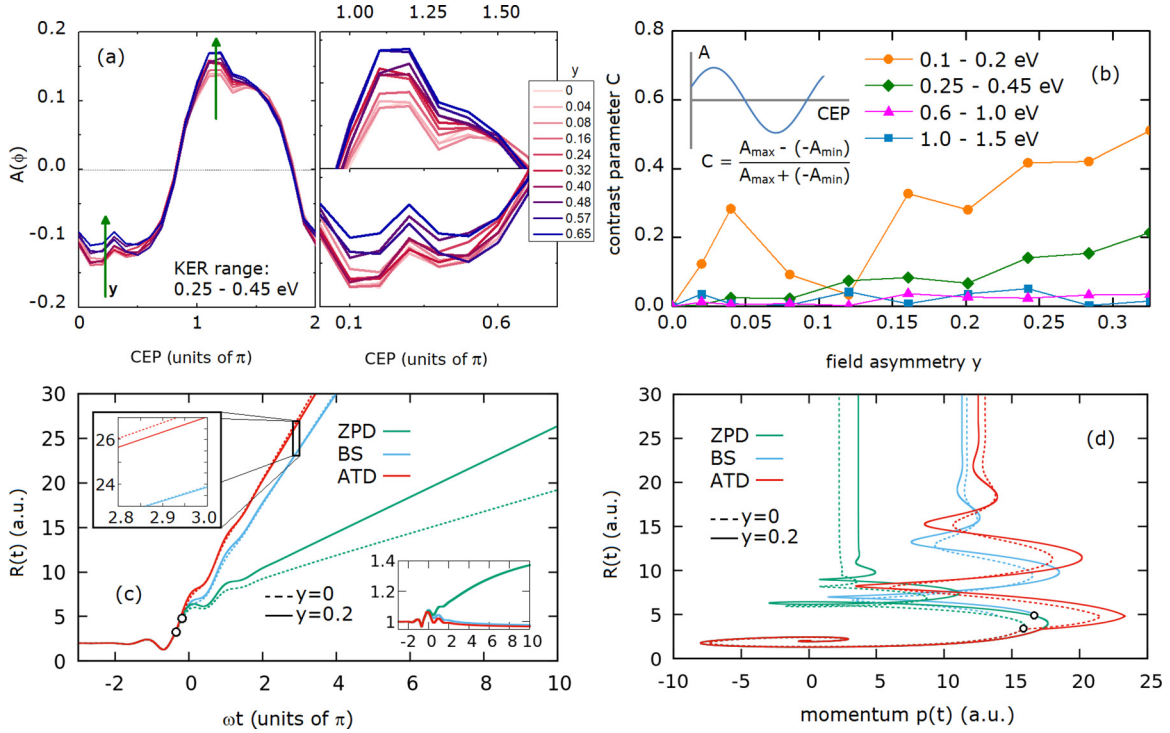 1.00 1.20 1.25 1.50
(a)
A(ϕ)
0.2
0.1
0.0
-0.1
-0.2
y
KER range:
0.25 - 0.45 eV
0 1 2 0.1 0.6
CEP (units of π) CEP (units of π)
y
0
0.04
0.08
0.16
0.24
0.32
0.40
0.48
0.57
0.65
(b)
contrast parameter C
0.8
0.6
0.4
0.2
0.0
A
CEP
C = A_max - (-A_min)
A_max + (-A_min)
0.1 - 0.2 eV
0.25 - 0.45 eV
0.6 - 1.0 eV
1.0 - 1.5 eV
0.0 0.05 0.1 0.15 0.2 0.25 0.3
field asymmetry y
(c)
R(t) (a.u.)
30
25
20
15
10
5
0
26
24
23
2.8 2.9 3.0
ZPD
BS
ATD
y=0
y=0.2
1.4
1.2
1
-2 0 2 4 6 8 10
-2 0 2 4 6 8 10
ωt (units of π)
(d)
R(t) (a.u.)
30
25
20
15
10
5
0
ZPD
BS
ATD
y=0
y=0.2
-10 -5 0 5 10 15 20 25
momentum p(t) (a.u.)